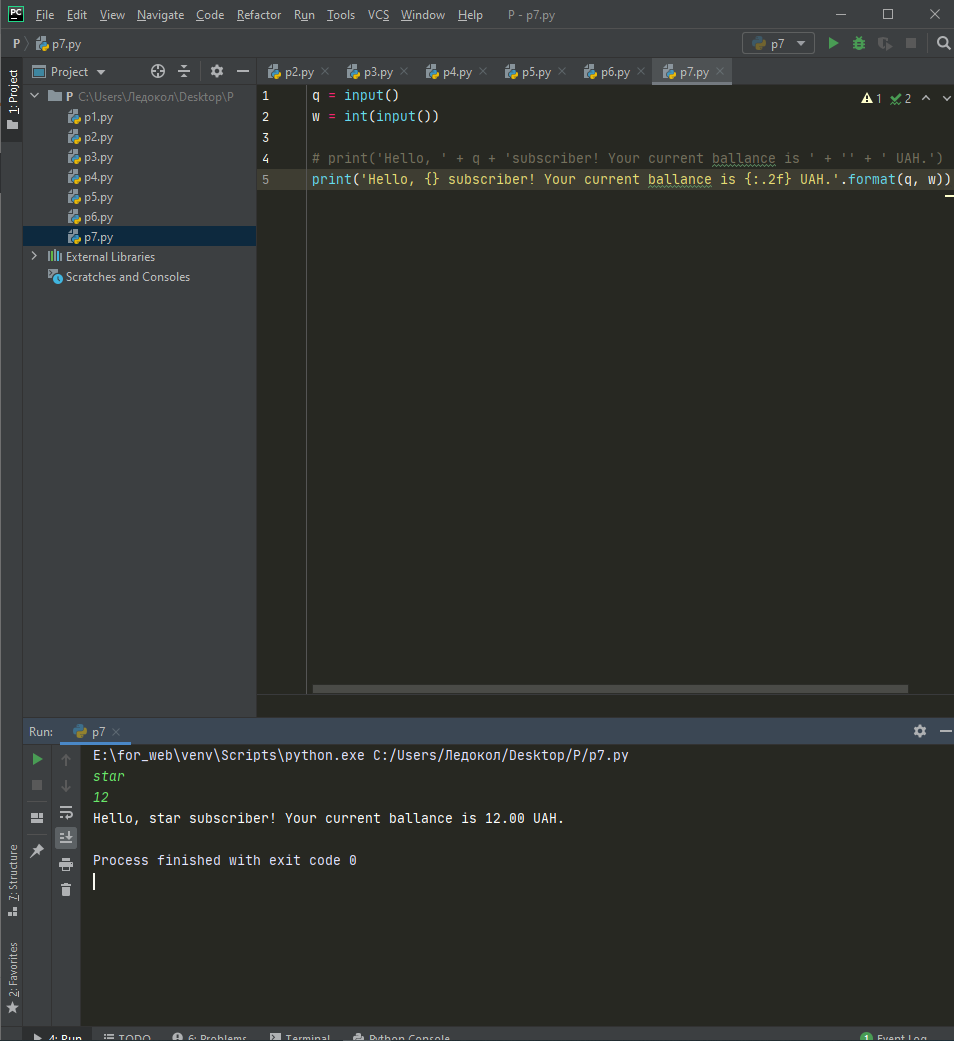 PC File Edit View Navigate Code Refactor Run Tools VCS Window Help P - p7.py
P p7.py p7
1: Project
Project
p2.py p3.py p4.py p5.py p6.py p7.py
P C:\Users\Ледокол\Desktop\P
p1.py
p2.py
p3.py
p4.py
p5.py
p6.py
p7.py
External Libraries
Scratches and Consoles
1 q = input()
2 w = int(input())
3
4 # print('Hello, ' + q + 'subscriber! Your current ballance is ' + '' + ' UAH.')
5 print('Hello, {} subscriber! Your current ballance is {:.2f} UAH.'.format(q, w))
1 2
Run: p7
E:\for_web\venv\Scripts\python.exe C:/Users/Ледокол/Desktop/P/p7.py
star
12
Hello, star subscriber! Your current ballance is 12.00 UAH.
Process finished with exit code 0
7: Structure
2: Favorites
4: Run TODO 6: Problems Terminal Python Console 1 Event Log